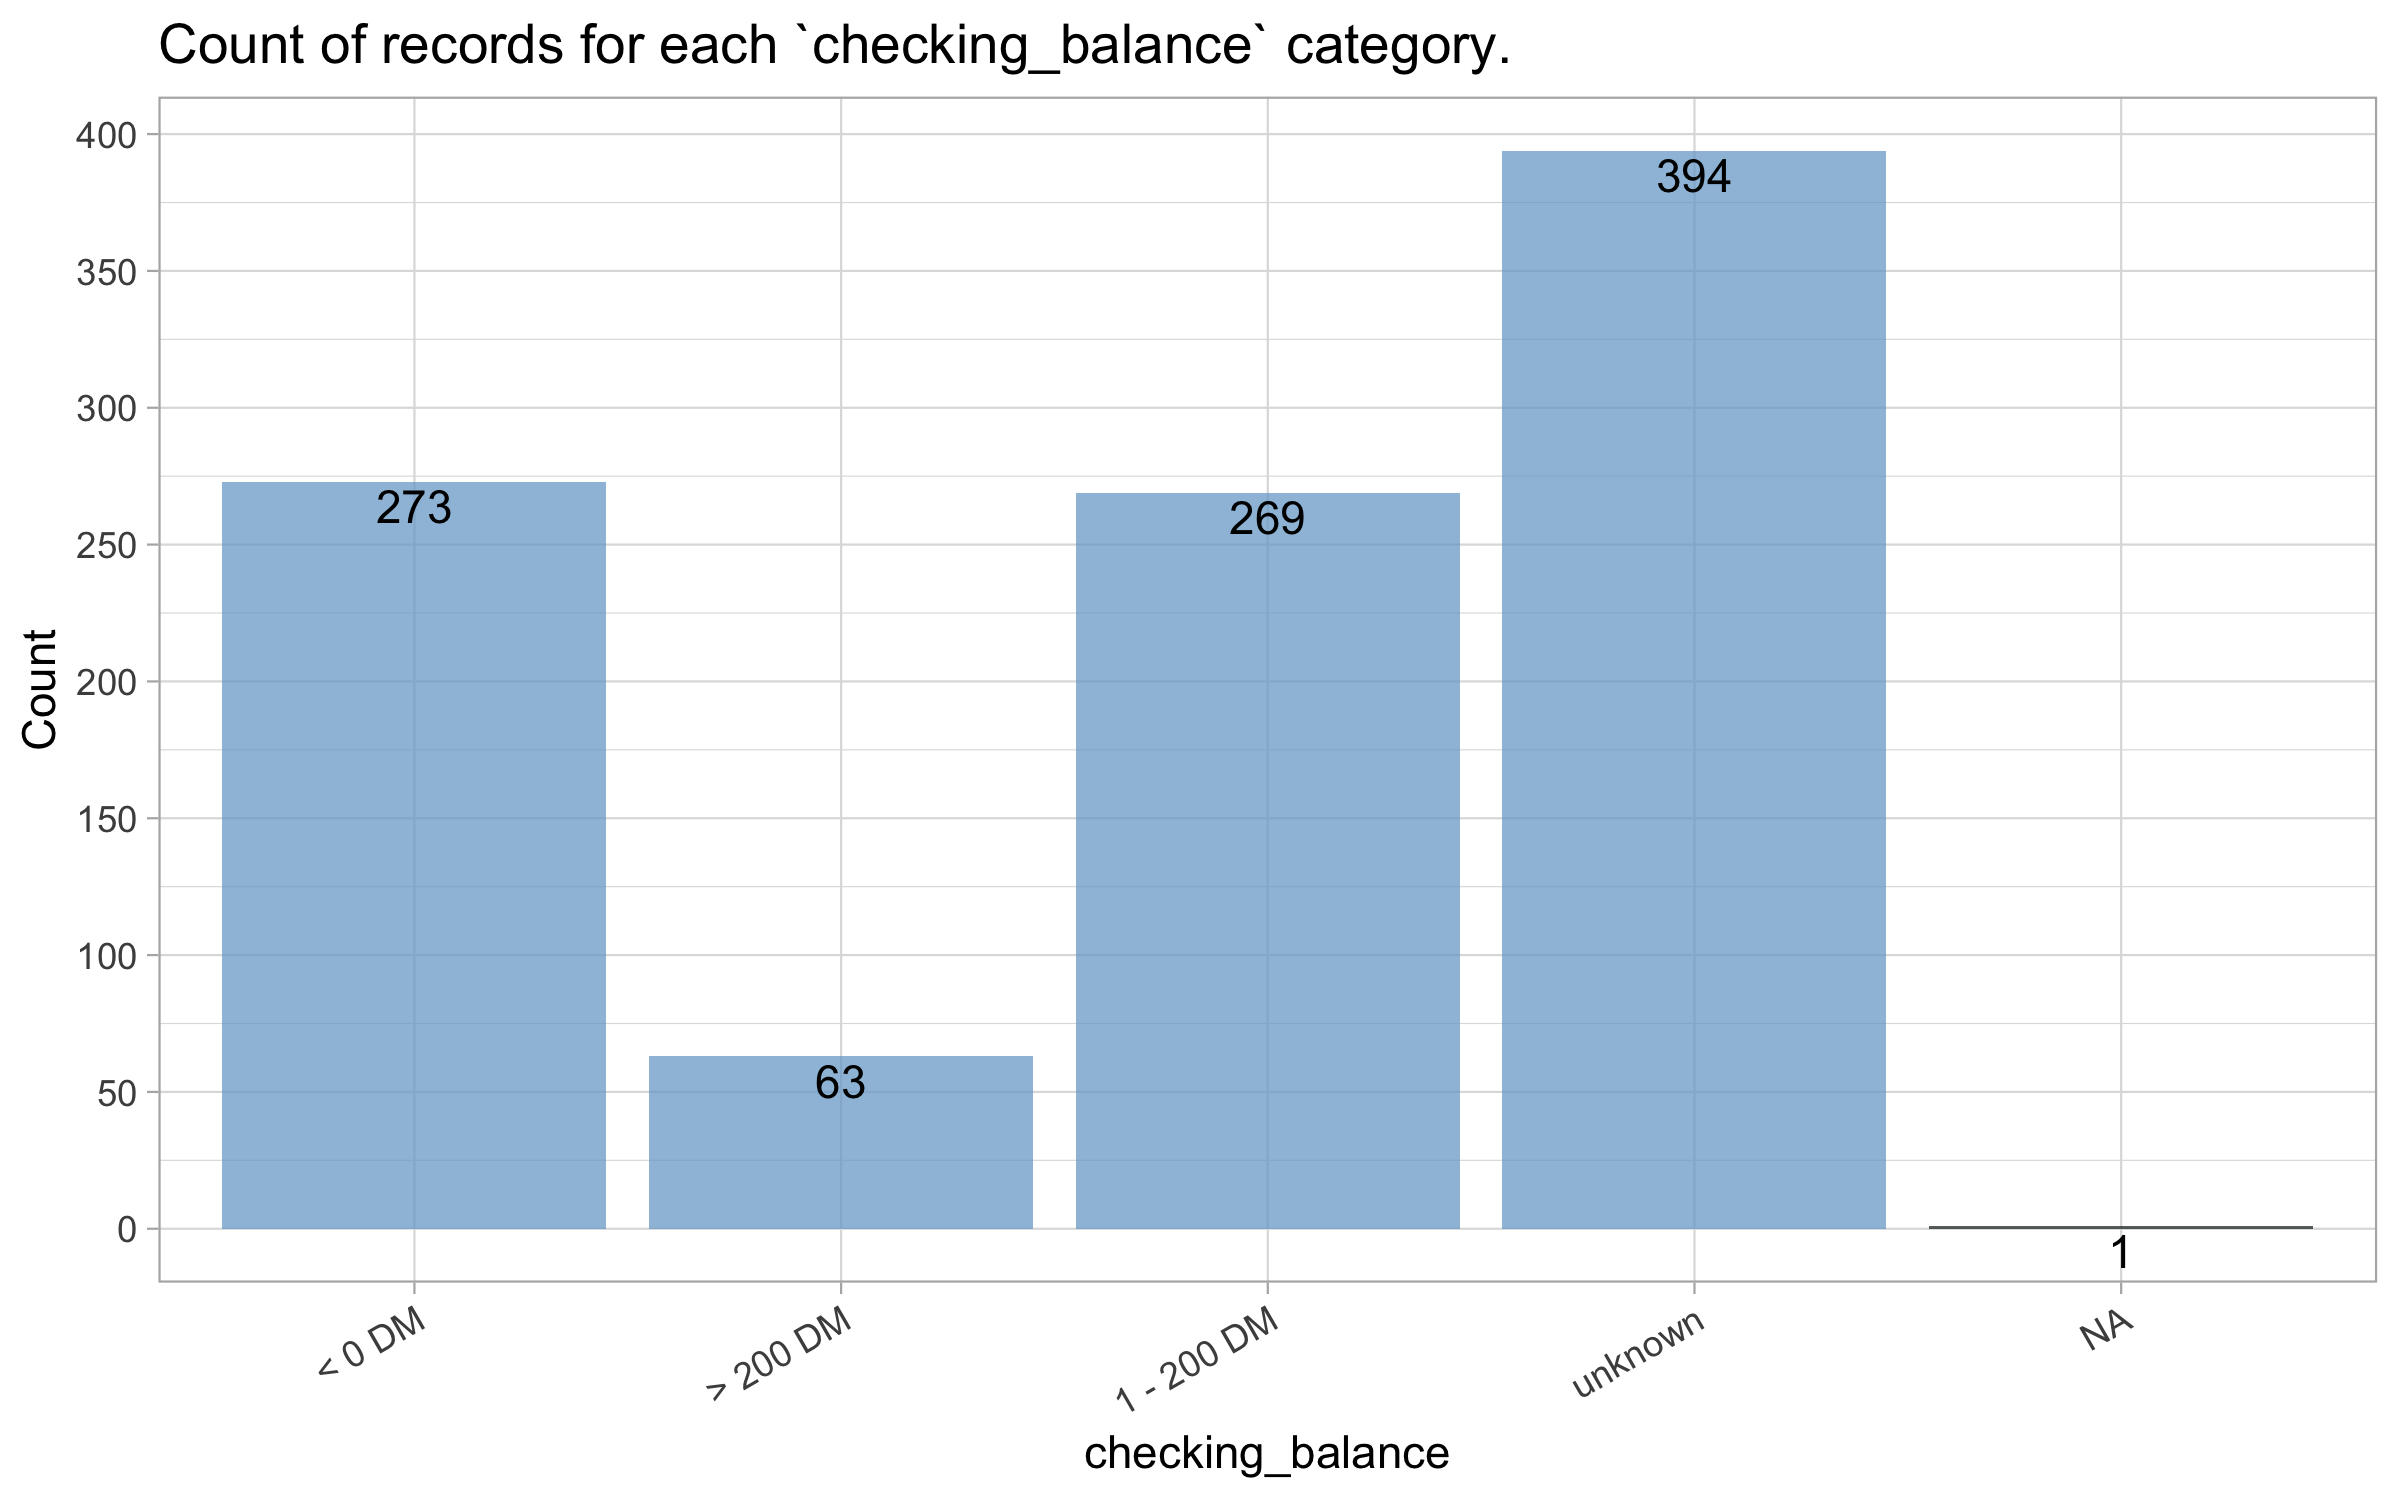 Count of records for each `checking_balance` category.
400
350
300
250
200
150
100
50
0
Count
273
63
269
394
1
< 0 DM
> 200 DM
1 - 200 DM
unknown
NA
checking_balance